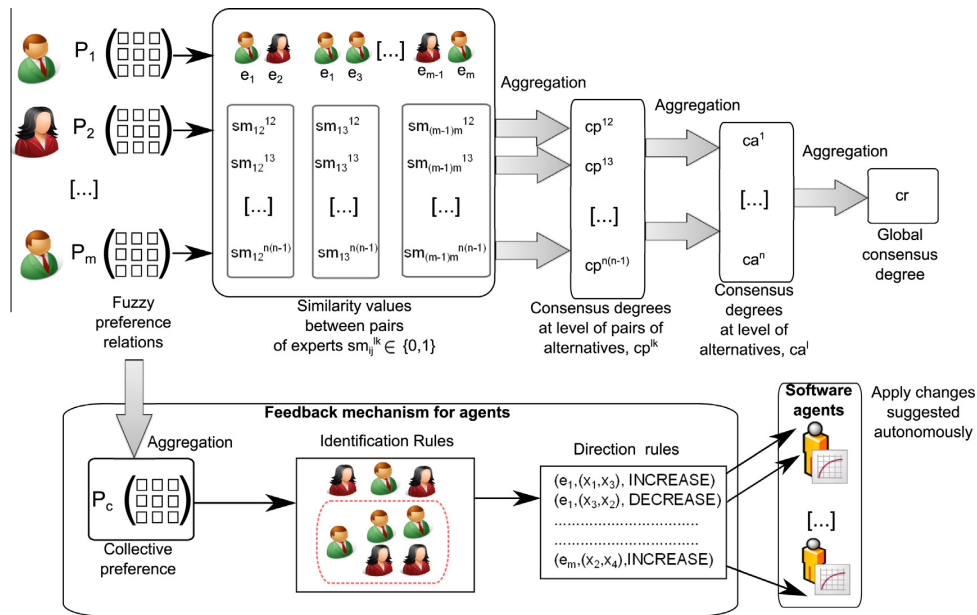 P1
P2
[...]
Pm
Fuzzy
preference
relations
e1 e2 e1 e3 [...] em-1 em
sm12^12 sm13^12 sm(m-1)m^12
sm12^13 sm13^13 sm(m-1)m^13
[...] [...] [...]
sm12^n(n-1) sm13^n(n-1) sm(m-1)m^n(n-1)
Similarity values
between pairs
of experts smij^lk ∈ {0,1}
Aggregation
cp^12
cp^13
[...]
cp^n(n-1)
Consensus degrees
at level of pairs of
alternatives, cp^lk
Aggregation
ca^1
[...]
ca^n
Consensus
degrees
at level of
alternatives, ca^l
Aggregation
cr
Global
consensus
degree
Feedback mechanism for agents
Aggregation
Pc
Collective
preference
Identification Rules
Direction rules
(e1,(x1,x3), INCREASE)
(e1,(x3,x2), DECREASE)
...................................
...................................
(em,(x2,x4),INCREASE)
Software
agents
[...]
Apply changes
suggested
autonomously